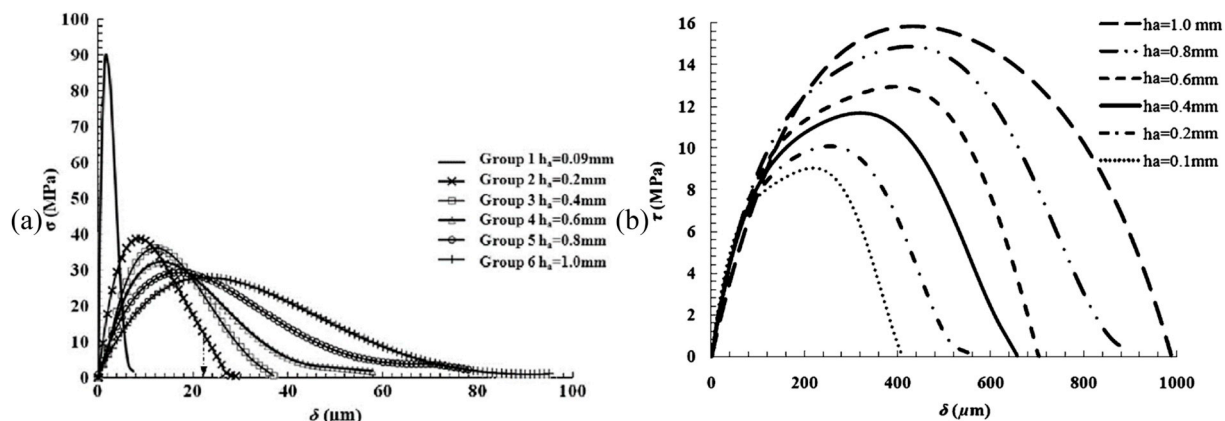 (a)
σ (MPa)
100
90
80
70
60
50
40
30
20
10
0
0 20 40 60 80 100
δ (μm)
Group 1 hₐ=0.09mm
Group 2 hₐ=0.2mm
Group 3 hₐ=0.4mm
Group 4 hₐ=0.6mm
Group 5 hₐ=0.8mm
Group 6 hₐ=1.0mm
(b)
τ (MPa)
16
14
12
10
8
6
4
2
0
0 200 400 600 800 1000
δ (μm)
ha=1.0 mm
ha=0.8mm
ha=0.6mm
ha=0.4mm
ha=0.2mm
ha=0.1mm